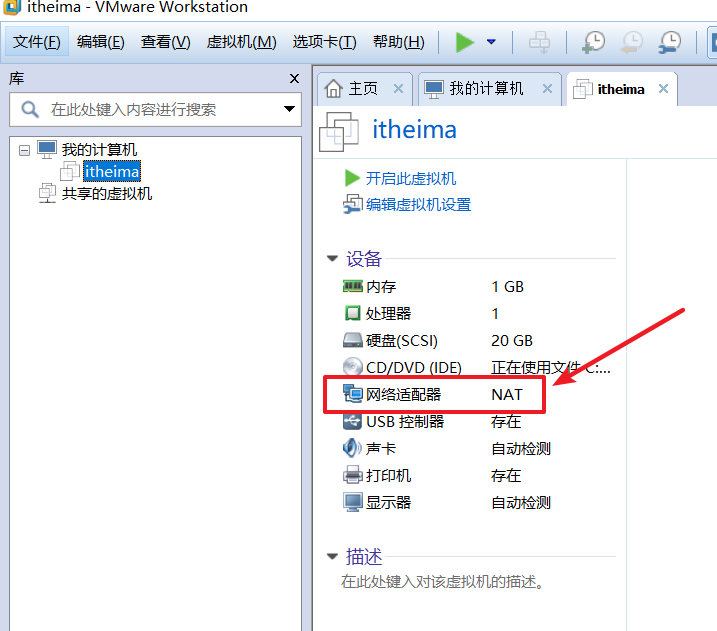 itheima - VMware Workstation
文件(F) 编辑(E) 查看(V) 虚拟机(M) 选项卡(T) 帮助(H)
库
在此处键入内容进行搜索
我的计算机
itheima
共享的虚拟机
主页 我的计算机 itheima
itheima
开启此虚拟机
编辑虚拟机设置
设备
内存 1 GB
处理器 1
硬盘(SCSI) 20 GB
CD/DVD (IDE) 正在使用文件 C:...
网络适配器 NAT
USB 控制器 存在
声卡 自动检测
打印机 存在
显示器 自动检测
描述
在此处键入对该虚拟机的描述。